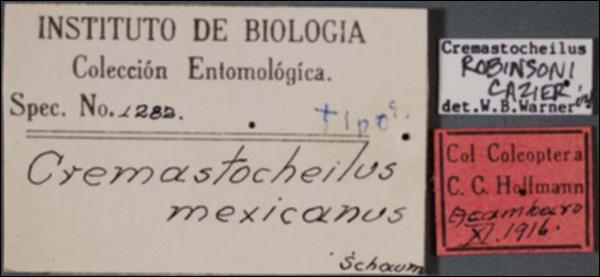 INSTITUTO DE BIOLOGIA
Colección Entomológica.
Spec. No. 1282.
tipo
Cremastocheilus
mexicanus
Schaum
Cremastocheilus
ROBINSONI
CAZIER
det. W. B. Warner
Col Coleoptera
C. C. Hoffmann
Acambaro
XI. 1916.